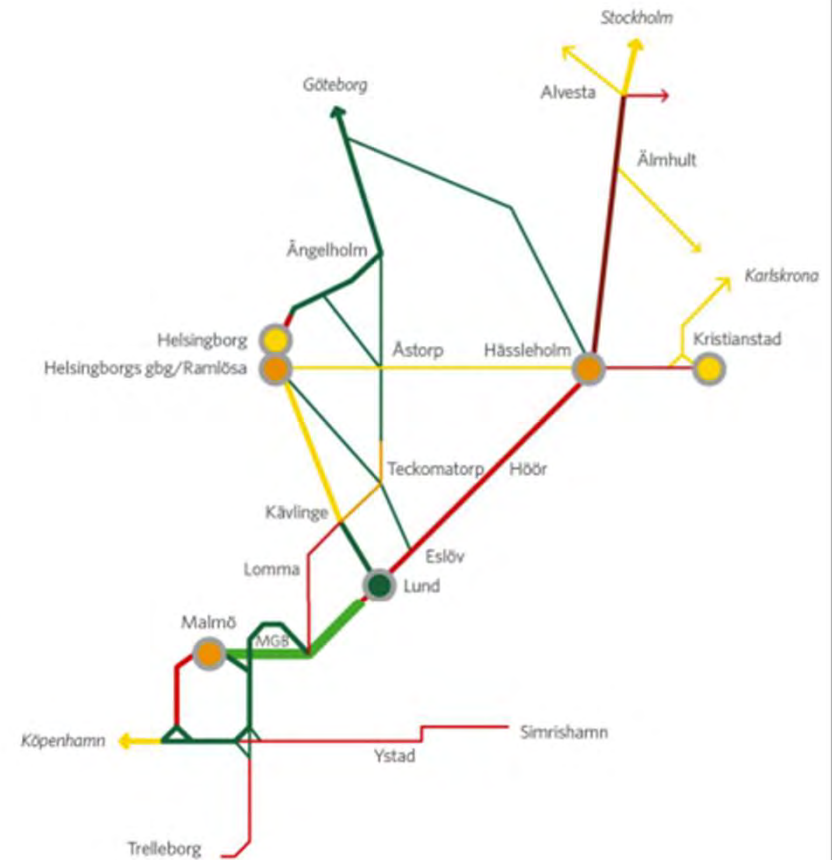 Stockholm
Göteborg
Alvesta
Älmhult
Ängelholm
Karlskrona
Helsingborg
Åstorp
Hässleholm
Kristianstad
Helsingborgs gbg/Ramlösa
Teckomatorp
Höör
Kävlinge
Eslöv
Lomma
Lund
Malmö
MGB
Köpenhamn
Simrishamn
Ystad
Trelleborg